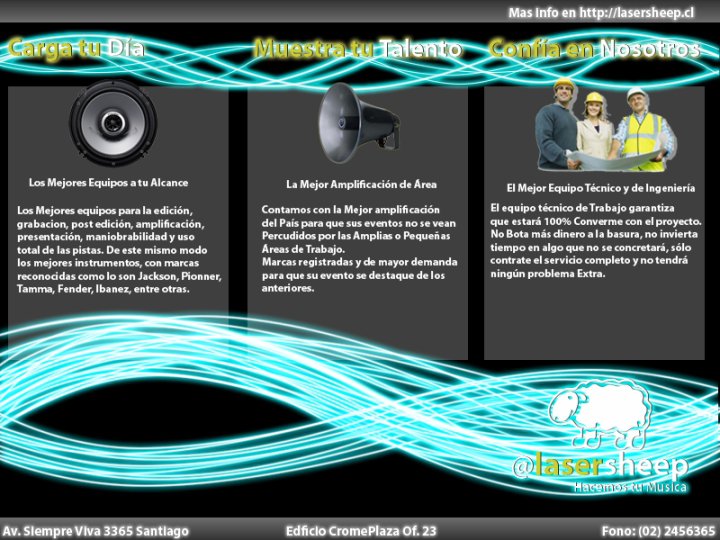 Mas Info en http://lasersheep.cl
Carga tu Día
Muestra tu Talento
Confía en Nosotros
Los Mejores Equipos a tu Alcance
Los Mejores equipos para la edición,
grabacion, post edición, amplificación,
presentación, maniobrabilidad y uso
total de las pistas. De este mismo modo
los mejores instrumentos, con marcas
reconocidas como lo son Jackson, Pionner,
Tamma, Fender, Ibanez, entre otras.
La Mejor Amplificación de Área
Contamos con la Mejor amplificación
del País para que sus eventos no se vean
Percudidos por las Amplias o Pequeñas
Áreas de Trabajo.
Marcas registradas y de mayor demanda
para que su evento se destaque de los
anteriores.
El Mejor Equipo Técnico y de Ingeniería
El equipo técnico de Trabajo garantiza
que estará 100% Converme con el proyecto.
No Bota más dinero a la basura, no invierta
tiempo en algo que no se concretará, sólo
contrate el servicio completo y no tendrá
ningún problema Extra.
@lasersheep
Hacemos tu Musica
Av. Siempre Viva 3365 Santiago
Edficio CromePlaza Of. 23
Fono: (02) 2456365